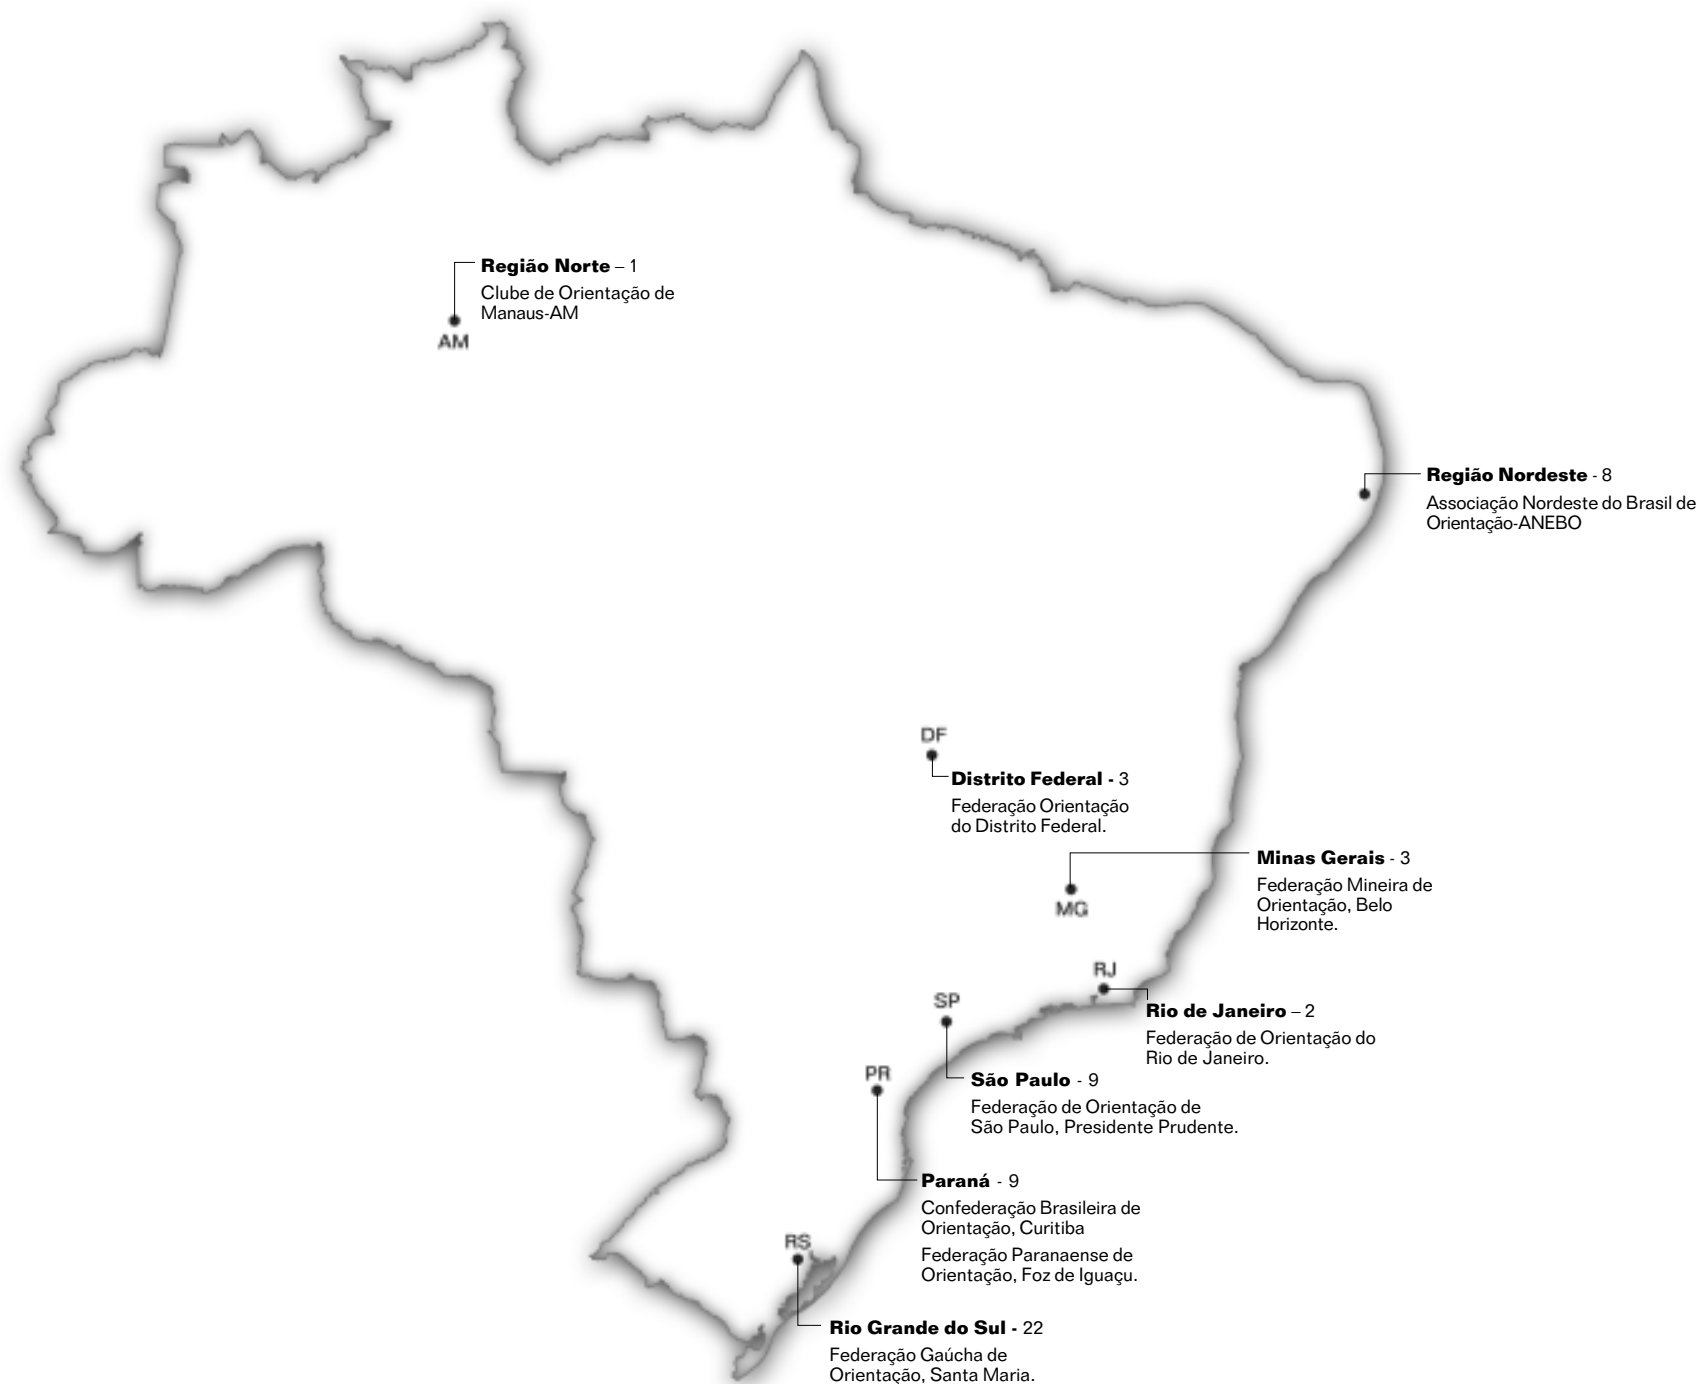 Região Norte – 1
Clube de Orientação de
Manaus-AM
AM
Região Nordeste - 8
Associação Nordeste do Brasil de
Orientação-ANEBO
DF
Distrito Federal - 3
Federação Orientação
do Distrito Federal.
Minas Gerais - 3
Federação Mineira de
Orientação, Belo
Horizonte.
MG
RJ
Rio de Janeiro – 2
Federação de Orientação do
Rio de Janeiro.
SP
São Paulo - 9
Federação de Orientação de
São Paulo, Presidente Prudente.
PR
Paraná - 9
Confederação Brasileira de
Orientação, Curitiba
Federação Paranaense de
Orientação, Foz de Iguaçu.
RS
Rio Grande do Sul - 22
Federação Gaúcha de
Orientação, Santa Maria.